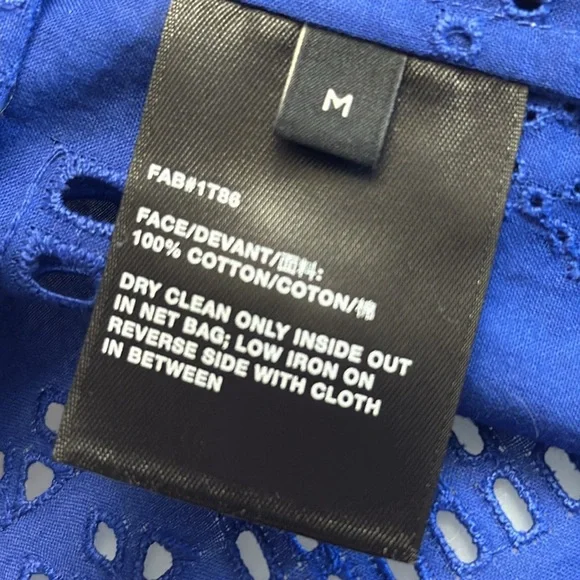 M
FAB#1T86
FACE/DEVANT/面料:
100% COTTON/COTON/棉
DRY CLEAN ONLY INSIDE OUT
IN NET BAG; LOW IRON ON
REVERSE SIDE WITH CLOTH
IN BETWEEN